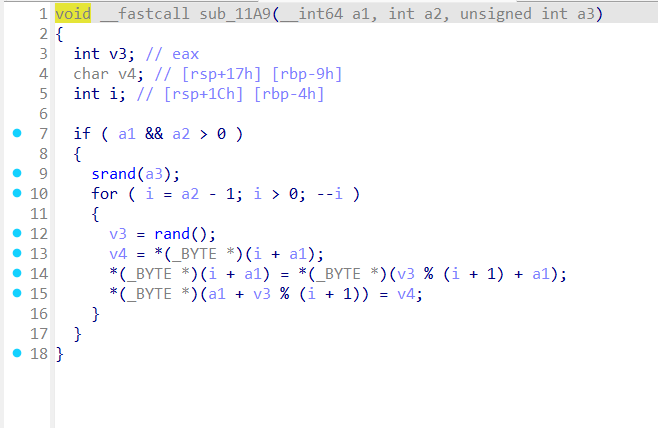 1 void __fastcall sub_11A9(__int64 a1, int a2, unsigned int a3)
2 {
3 int v3; // eax
4 char v4; // [rsp+17h] [rbp-9h]
5 int i; // [rsp+1Ch] [rbp-4h]
6
7 if ( a1 && a2 > 0 )
8 {
9 srand(a3);
10 for ( i = a2 - 1; i > 0; --i )
11 {
12 v3 = rand();
13 v4 = *(_BYTE *)(i + a1);
14 *(_BYTE *)(i + a1) = *(_BYTE *)(v3 % (i + 1) + a1);
15 *(_BYTE *)(a1 + v3 % (i + 1)) = v4;
16 }
17 }
18 }